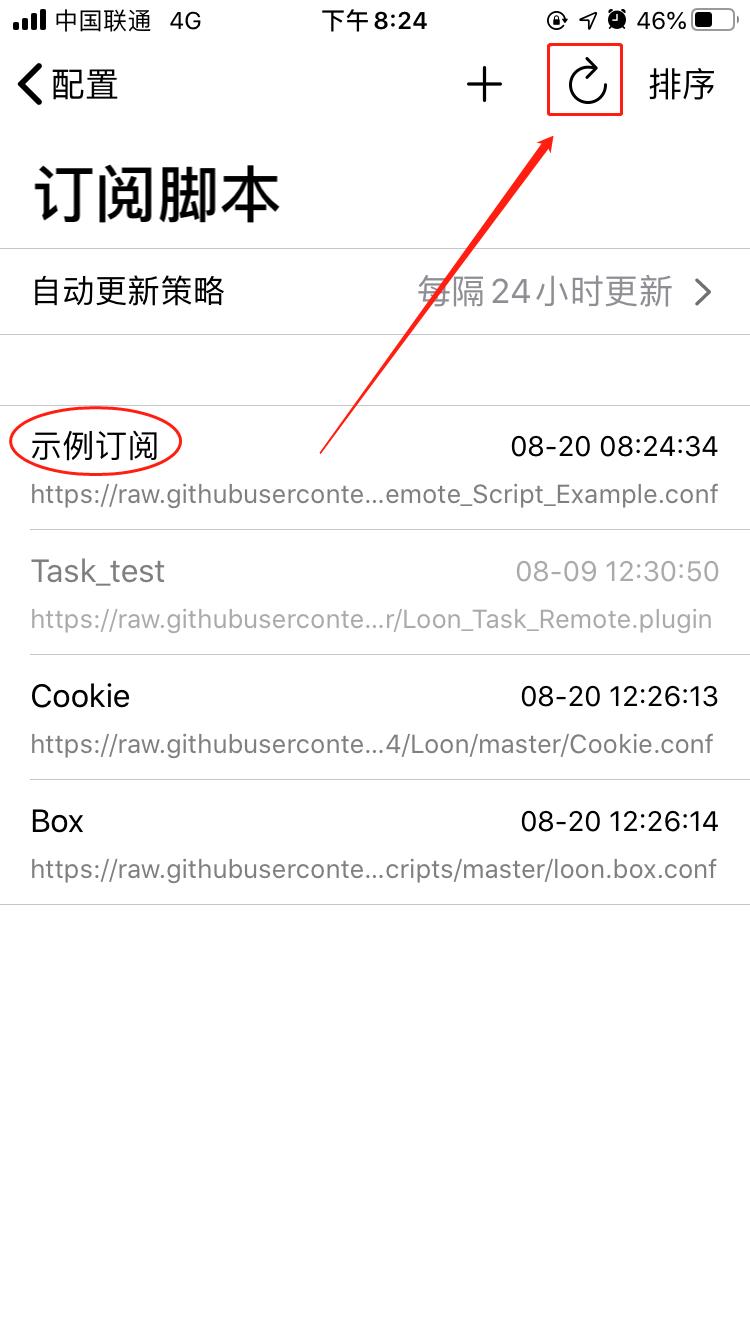 中国联通 4G 下午8:24 46%
配置 排序
订阅脚本
自动更新策略 每隔24小时更新
示例订阅 08-20 08:24:34
https://raw.githubuserconte...emote_Script_Example.conf
Task_test 08-09 12:30:50
https://raw.githubuserconte...r/Loon_Task_Remote.plugin
Cookie 08-20 12:26:13
https://raw.githubuserconte...4/Loon/master/Cookie.conf
Box 08-20 12:26:14
https://raw.githubuserconte...cripts/master/loon.box.conf